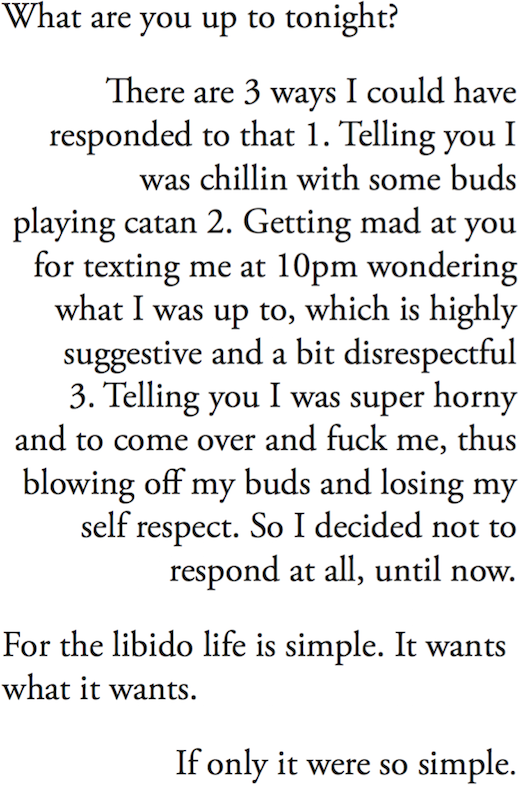 What are you up to tonight?
There are 3 ways I could have
responded to that 1. Telling you I
was chillin with some buds
playing catan 2. Getting mad at you
for texting me at 10pm wondering
what I was up to, which is highly
suggestive and a bit disrespectful
3. Telling you I was super horny
and to come over and fuck me, thus
blowing off my buds and losing my
self respect. So I decided not to
respond at all, until now.
For the libido life is simple. It wants
what it wants.
If only it were so simple.